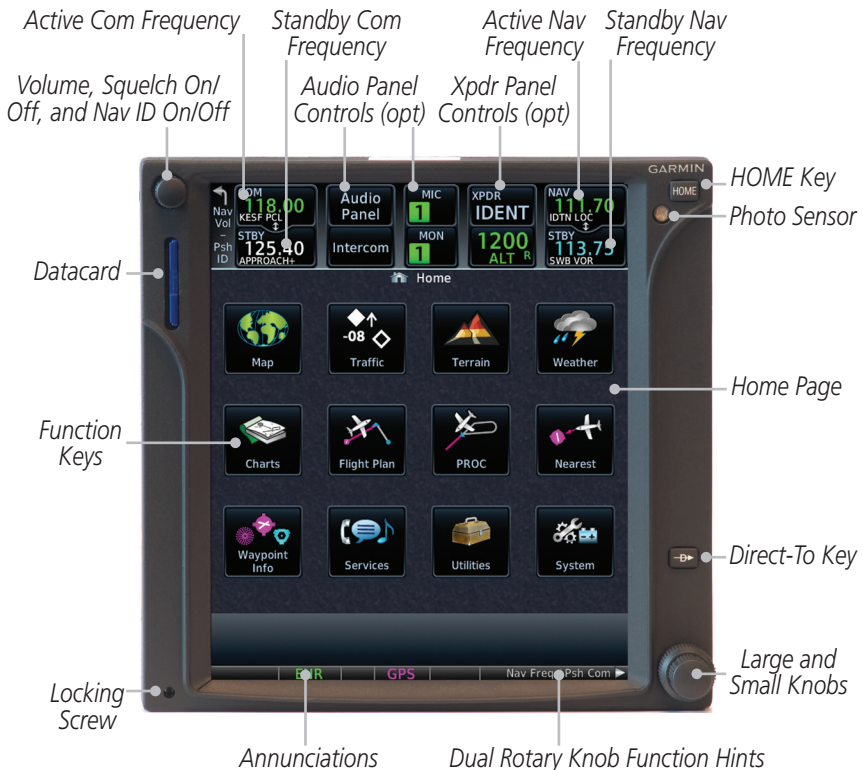 Active Com Frequency
Standby Com
Frequency
Active Nav
Frequency
Standby Nav
Frequency
Volume, Squelch On/
Off, and Nav ID On/Off
Audio Panel
Controls (opt)
Xpdr Panel
Controls (opt)
GARMIN
HOME
HOME Key
Photo Sensor
Nav
Vol
-
Psh
ID
COM
118.00
KESF PCL
STBY
125.40
APPROACH+
Audio
Panel
Intercom
MIC
1
MON
1
XPDR
IDENT
1200
ALT R
NAV
111.70
IDTN LOC
STBY
113.75
SWB VOR
Datacard
Home
Map
Traffic
-08
Terrain
Weather
Home Page
Function
Keys
Charts
Flight Plan
PROC
Nearest
Waypoint
Info
Services
Utilities
System
D
Direct-To Key
Large and
Small Knobs
Locking
Screw
GPS
Nav Freq Psh Com
Annunciations
Dual Rotary Knob Function Hints